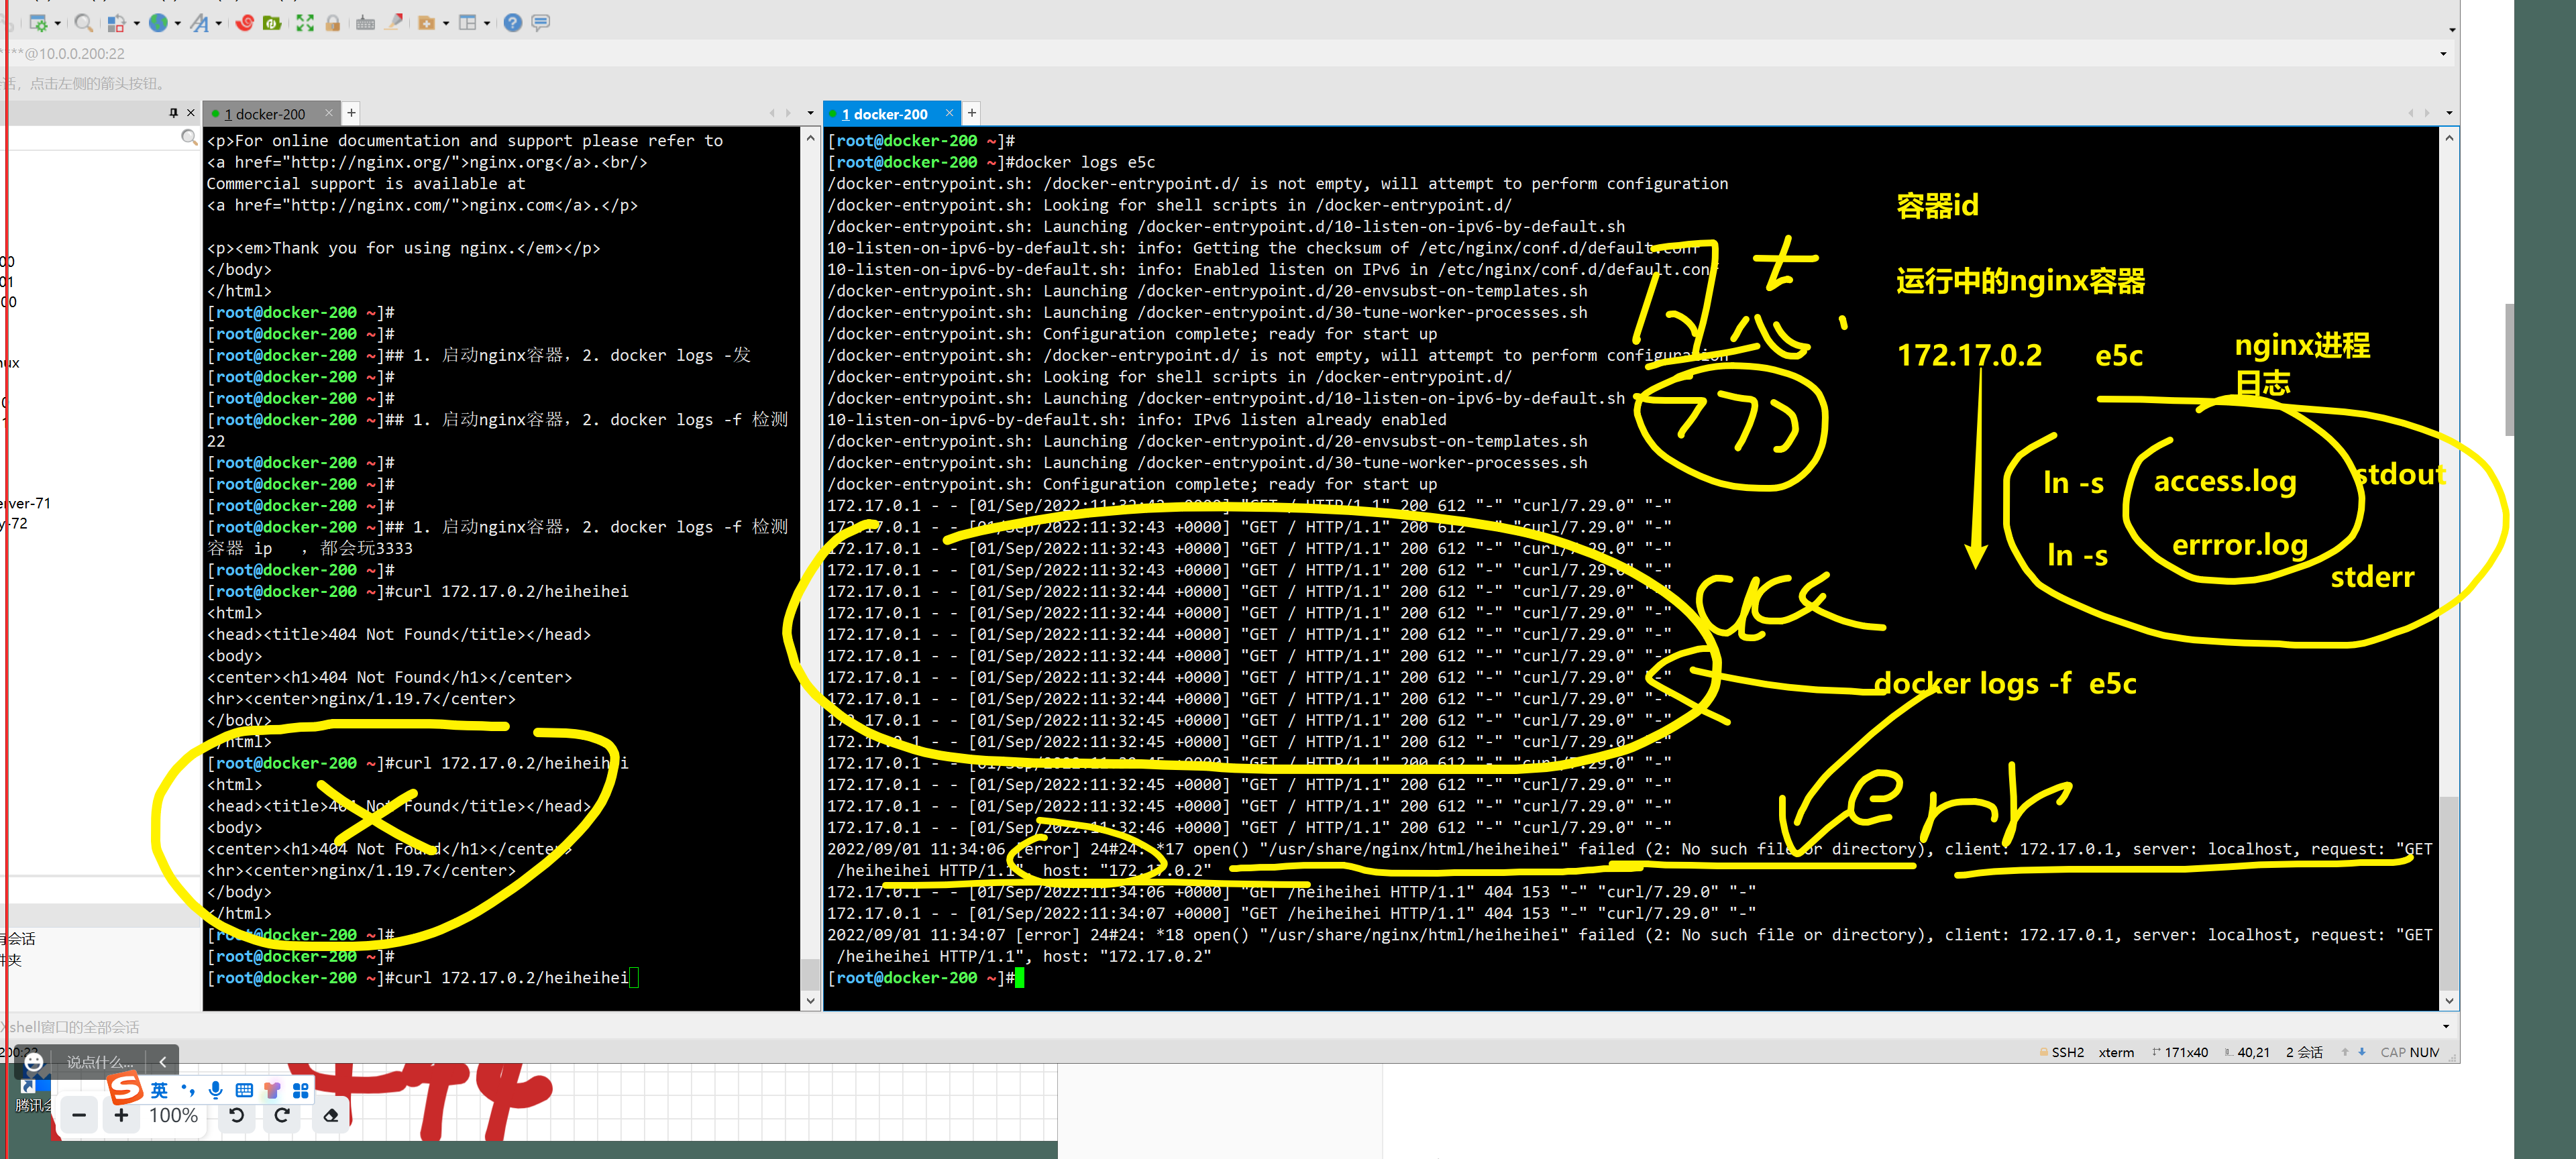 ****@10.0.0.200:22
话，点击左侧的箭头按钮。
1 docker-200
<p>For online documentation and support please refer to
<a href="http://nginx.org/">nginx.org</a>.<br/>
Commercial support is available at
<a href="http://nginx.com/">nginx.com</a>.</p>
<p><em>Thank you for using nginx.</em></p>
</body>
</html>
[root@docker-200 ~]#
[root@docker-200 ~]#
[root@docker-200 ~]## 1. 启动nginx容器，2. docker logs -发
[root@docker-200 ~]#
[root@docker-200 ~]#
[root@docker-200 ~]## 1. 启动nginx容器，2. docker logs -f 检测
22
[root@docker-200 ~]#
[root@docker-200 ~]#
[root@docker-200 ~]#
[root@docker-200 ~]## 1. 启动nginx容器，2. docker logs -f 检测
容器 ip ，都会玩3333
[root@docker-200 ~]#
[root@docker-200 ~]#curl 172.17.0.2/heiheihei
<html>
<head><title>404 Not Found</title></head>
<body>
<center><h1>404 Not Found</h1></center>
<hr><center>nginx/1.19.7</center>
</body>
</html>
[root@docker-200 ~]#curl 172.17.0.2/heiheihei
<html>
<head><title>404 Not Found</title></head>
<body>
<center><h1>404 Not Found</h1></center>
<hr><center>nginx/1.19.7</center>
</body>
</html>
[root@docker-200 ~]#
[root@docker-200 ~]#
[root@docker-200 ~]#curl 172.17.0.2/heiheihei
1 docker-200
[root@docker-200 ~]#
[root@docker-200 ~]#docker logs e5c
/docker-entrypoint.sh: /docker-entrypoint.d/ is not empty, will attempt to perform configuration
/docker-entrypoint.sh: Looking for shell scripts in /docker-entrypoint.d/
/docker-entrypoint.sh: Launching /docker-entrypoint.d/10-listen-on-ipv6-by-default.sh
10-listen-on-ipv6-by-default.sh: info: Getting the checksum of /etc/nginx/conf.d/default.conf
10-listen-on-ipv6-by-default.sh: info: Enabled listen on IPv6 in /etc/nginx/conf.d/default.conf
/docker-entrypoint.sh: Launching /docker-entrypoint.d/20-envsubst-on-templates.sh
/docker-entrypoint.sh: Launching /docker-entrypoint.d/30-tune-worker-processes.sh
/docker-entrypoint.sh: Configuration complete; ready for start up
/docker-entrypoint.sh: /docker-entrypoint.d/ is not empty, will attempt to perform configuration
/docker-entrypoint.sh: Looking for shell scripts in /docker-entrypoint.d/
/docker-entrypoint.sh: Launching /docker-entrypoint.d/10-listen-on-ipv6-by-default.sh
10-listen-on-ipv6-by-default.sh: info: IPv6 listen already enabled
/docker-entrypoint.sh: Launching /docker-entrypoint.d/20-envsubst-on-templates.sh
/docker-entrypoint.sh: Launching /docker-entrypoint.d/30-tune-worker-processes.sh
/docker-entrypoint.sh: Configuration complete; ready for start up
172.17.0.1 - - [01/Sep/2022:11:32:42 +0000] "GET / HTTP/1.1" 200 612 "-" "curl/7.29.0" "-"
172.17.0.1 - - [01/Sep/2022:11:32:43 +0000] "GET / HTTP/1.1" 200 612 "-" "curl/7.29.0" "-"
172.17.0.1 - - [01/Sep/2022:11:32:43 +0000] "GET / HTTP/1.1" 200 612 "-" "curl/7.29.0" "-"
172.17.0.1 - - [01/Sep/2022:11:32:43 +0000] "GET / HTTP/1.1" 200 612 "-" "curl/7.29.0" "-"
172.17.0.1 - - [01/Sep/2022:11:32:44 +0000] "GET / HTTP/1.1" 200 612 "-" "curl/7.29.0" "-"
172.17.0.1 - - [01/Sep/2022:11:32:44 +0000] "GET / HTTP/1.1" 200 612 "-" "curl/7.29.0" "-"
172.17.0.1 - - [01/Sep/2022:11:32:44 +0000] "GET / HTTP/1.1" 200 612 "-" "curl/7.29.0" "-"
172.17.0.1 - - [01/Sep/2022:11:32:44 +0000] "GET / HTTP/1.1" 200 612 "-" "curl/7.29.0" "-"
172.17.0.1 - - [01/Sep/2022:11:32:44 +0000] "GET / HTTP/1.1" 200 612 "-" "curl/7.29.0" "-"
172.17.0.1 - - [01/Sep/2022:11:32:44 +0000] "GET / HTTP/1.1" 200 612 "-" "curl/7.29.0" "-"
172.17.0.1 - - [01/Sep/2022:11:32:45 +0000] "GET / HTTP/1.1" 200 612 "-" "curl/7.29.0" "-"
172.17.0.1 - - [01/Sep/2022:11:32:45 +0000] "GET / HTTP/1.1" 200 612 "-" "curl/7.29.0" "-"
172.17.0.1 - - [01/Sep/2022:11:32:45 +0000] "GET / HTTP/1.1" 200 612 "-" "curl/7.29.0" "-"
172.17.0.1 - - [01/Sep/2022:11:32:45 +0000] "GET / HTTP/1.1" 200 612 "-" "curl/7.29.0" "-"
172.17.0.1 - - [01/Sep/2022:11:32:46 +0000] "GET / HTTP/1.1" 200 612 "-" "curl/7.29.0" "-"
172.17.0.1 - - [01/Sep/2022:11:32:46 +0000] "GET / HTTP/1.1" 200 612 "-" "curl/7.29.0" "-"
2022/09/01 11:34:06 [error] 24#24: *17 open() "/usr/share/nginx/html/heiheihei" failed (2: No such file or directory), client: 172.17.0.1, server: localhost, request: "GET
/heiheihei HTTP/1.1", host: "172.17.0.2"
172.17.0.1 - - [01/Sep/2022:11:34:06 +0000] "GET /heiheihei HTTP/1.1" 404 153 "-" "curl/7.29.0" "-"
172.17.0.1 - - [01/Sep/2022:11:34:07 +0000] "GET /heiheihei HTTP/1.1" 404 153 "-" "curl/7.29.0" "-"
2022/09/01 11:34:07 [error] 24#24: *18 open() "/usr/share/nginx/html/heiheihei" failed (2: No such file or directory), client: 172.17.0.1, server: localhost, request: "GET
/heiheihei HTTP/1.1", host: "172.17.0.2"
[root@docker-200 ~]#
容器id
运行中的nginx容器
172.17.0.2 e5c
nginx进程
日志
ln -s access.log stdout
ln -s errror.log stderr
docker logs -f e5c
日志
err
erver-71
y-72
有会话
件夹
Xshell窗口的全部会话
SSH2 xterm 171x40 40,21 2 会话 CAP NUM
说点什么...
英
腾讯会
100%